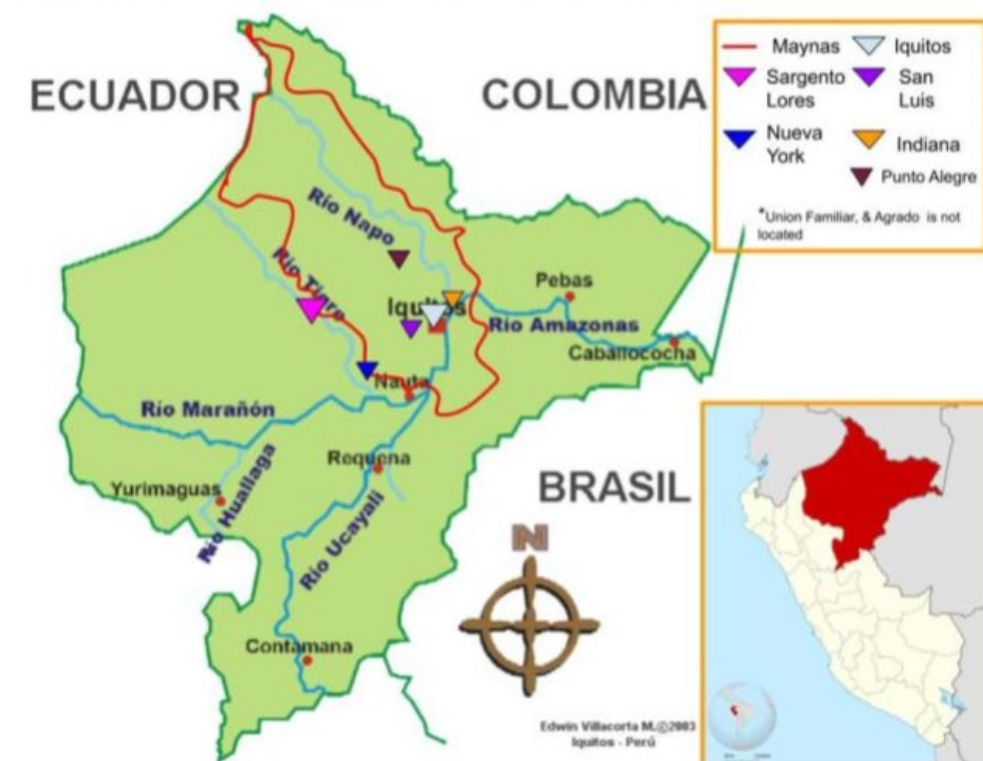 ECUADOR
COLOMBIA
Maynas
Iquitos
Sargento
Lores
San
Luis
Nueva
York
Indiana
Punto Alegre
*Union Familiar, & Agrado is not
located
Río Napo
Río Tigre
Iquitos
Pebas
Río Amazonas
Caballococha
Nauta
Río Marañón
Requena
Yurimaguas
Río Huallaga
Río Ucayali
BRASIL
N
Contamana
Edwin Villacorta M.©2003
Iquitos - Perú